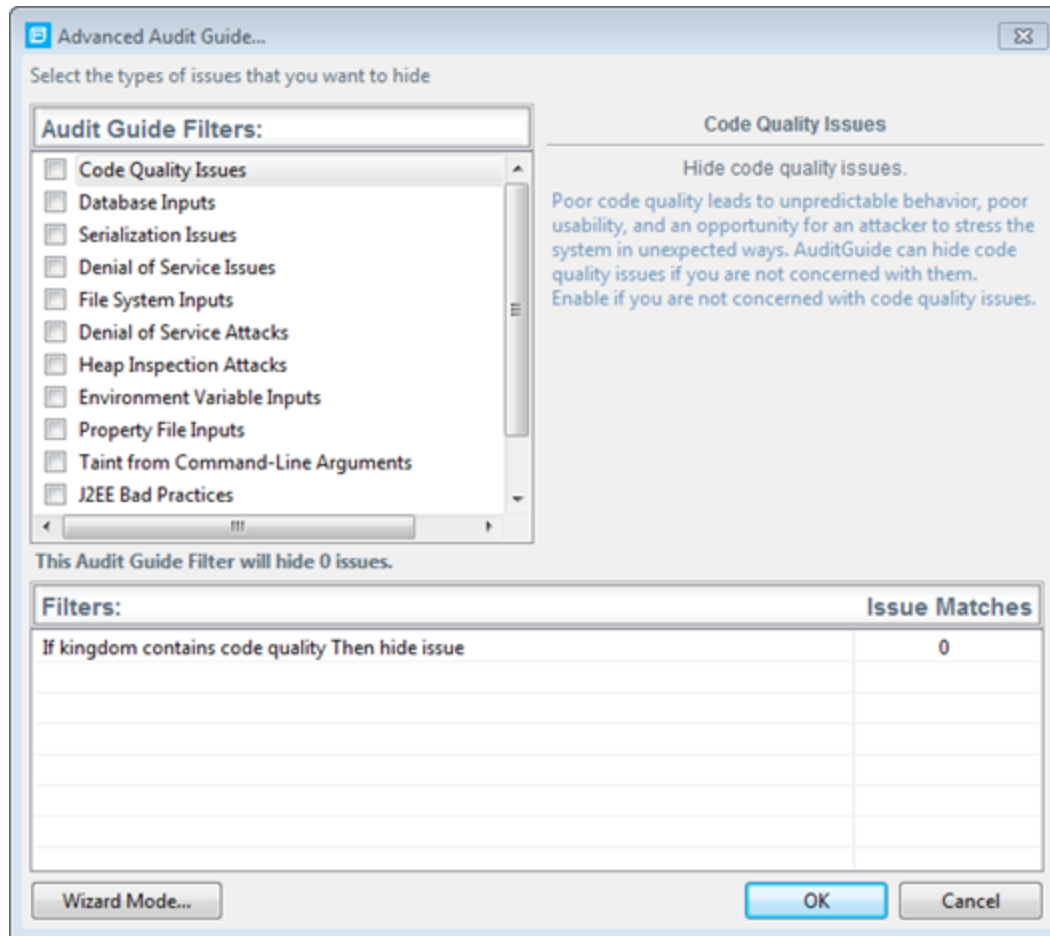 Advanced Audit Guide...
Select the types of issues that you want to hide
Audit Guide Filters:
Code Quality Issues
Database Inputs
Serialization Issues
Denial of Service Issues
File System Inputs
Denial of Service Attacks
Heap Inspection Attacks
Environment Variable Inputs
Property File Inputs
Taint from Command-Line Arguments
J2EE Bad Practices
Code Quality Issues
Hide code quality issues.
Poor code quality leads to unpredictable behavior, poor
usability, and an opportunity for an attacker to stress the
system in unexpected ways. AuditGuide can hide code
quality issues if you are not concerned with them.
Enable if you are not concerned with code quality issues.
This Audit Guide Filter will hide 0 issues.
Filters: Issue Matches
If kingdom contains code quality Then hide issue 0
Wizard Mode... OK Cancel